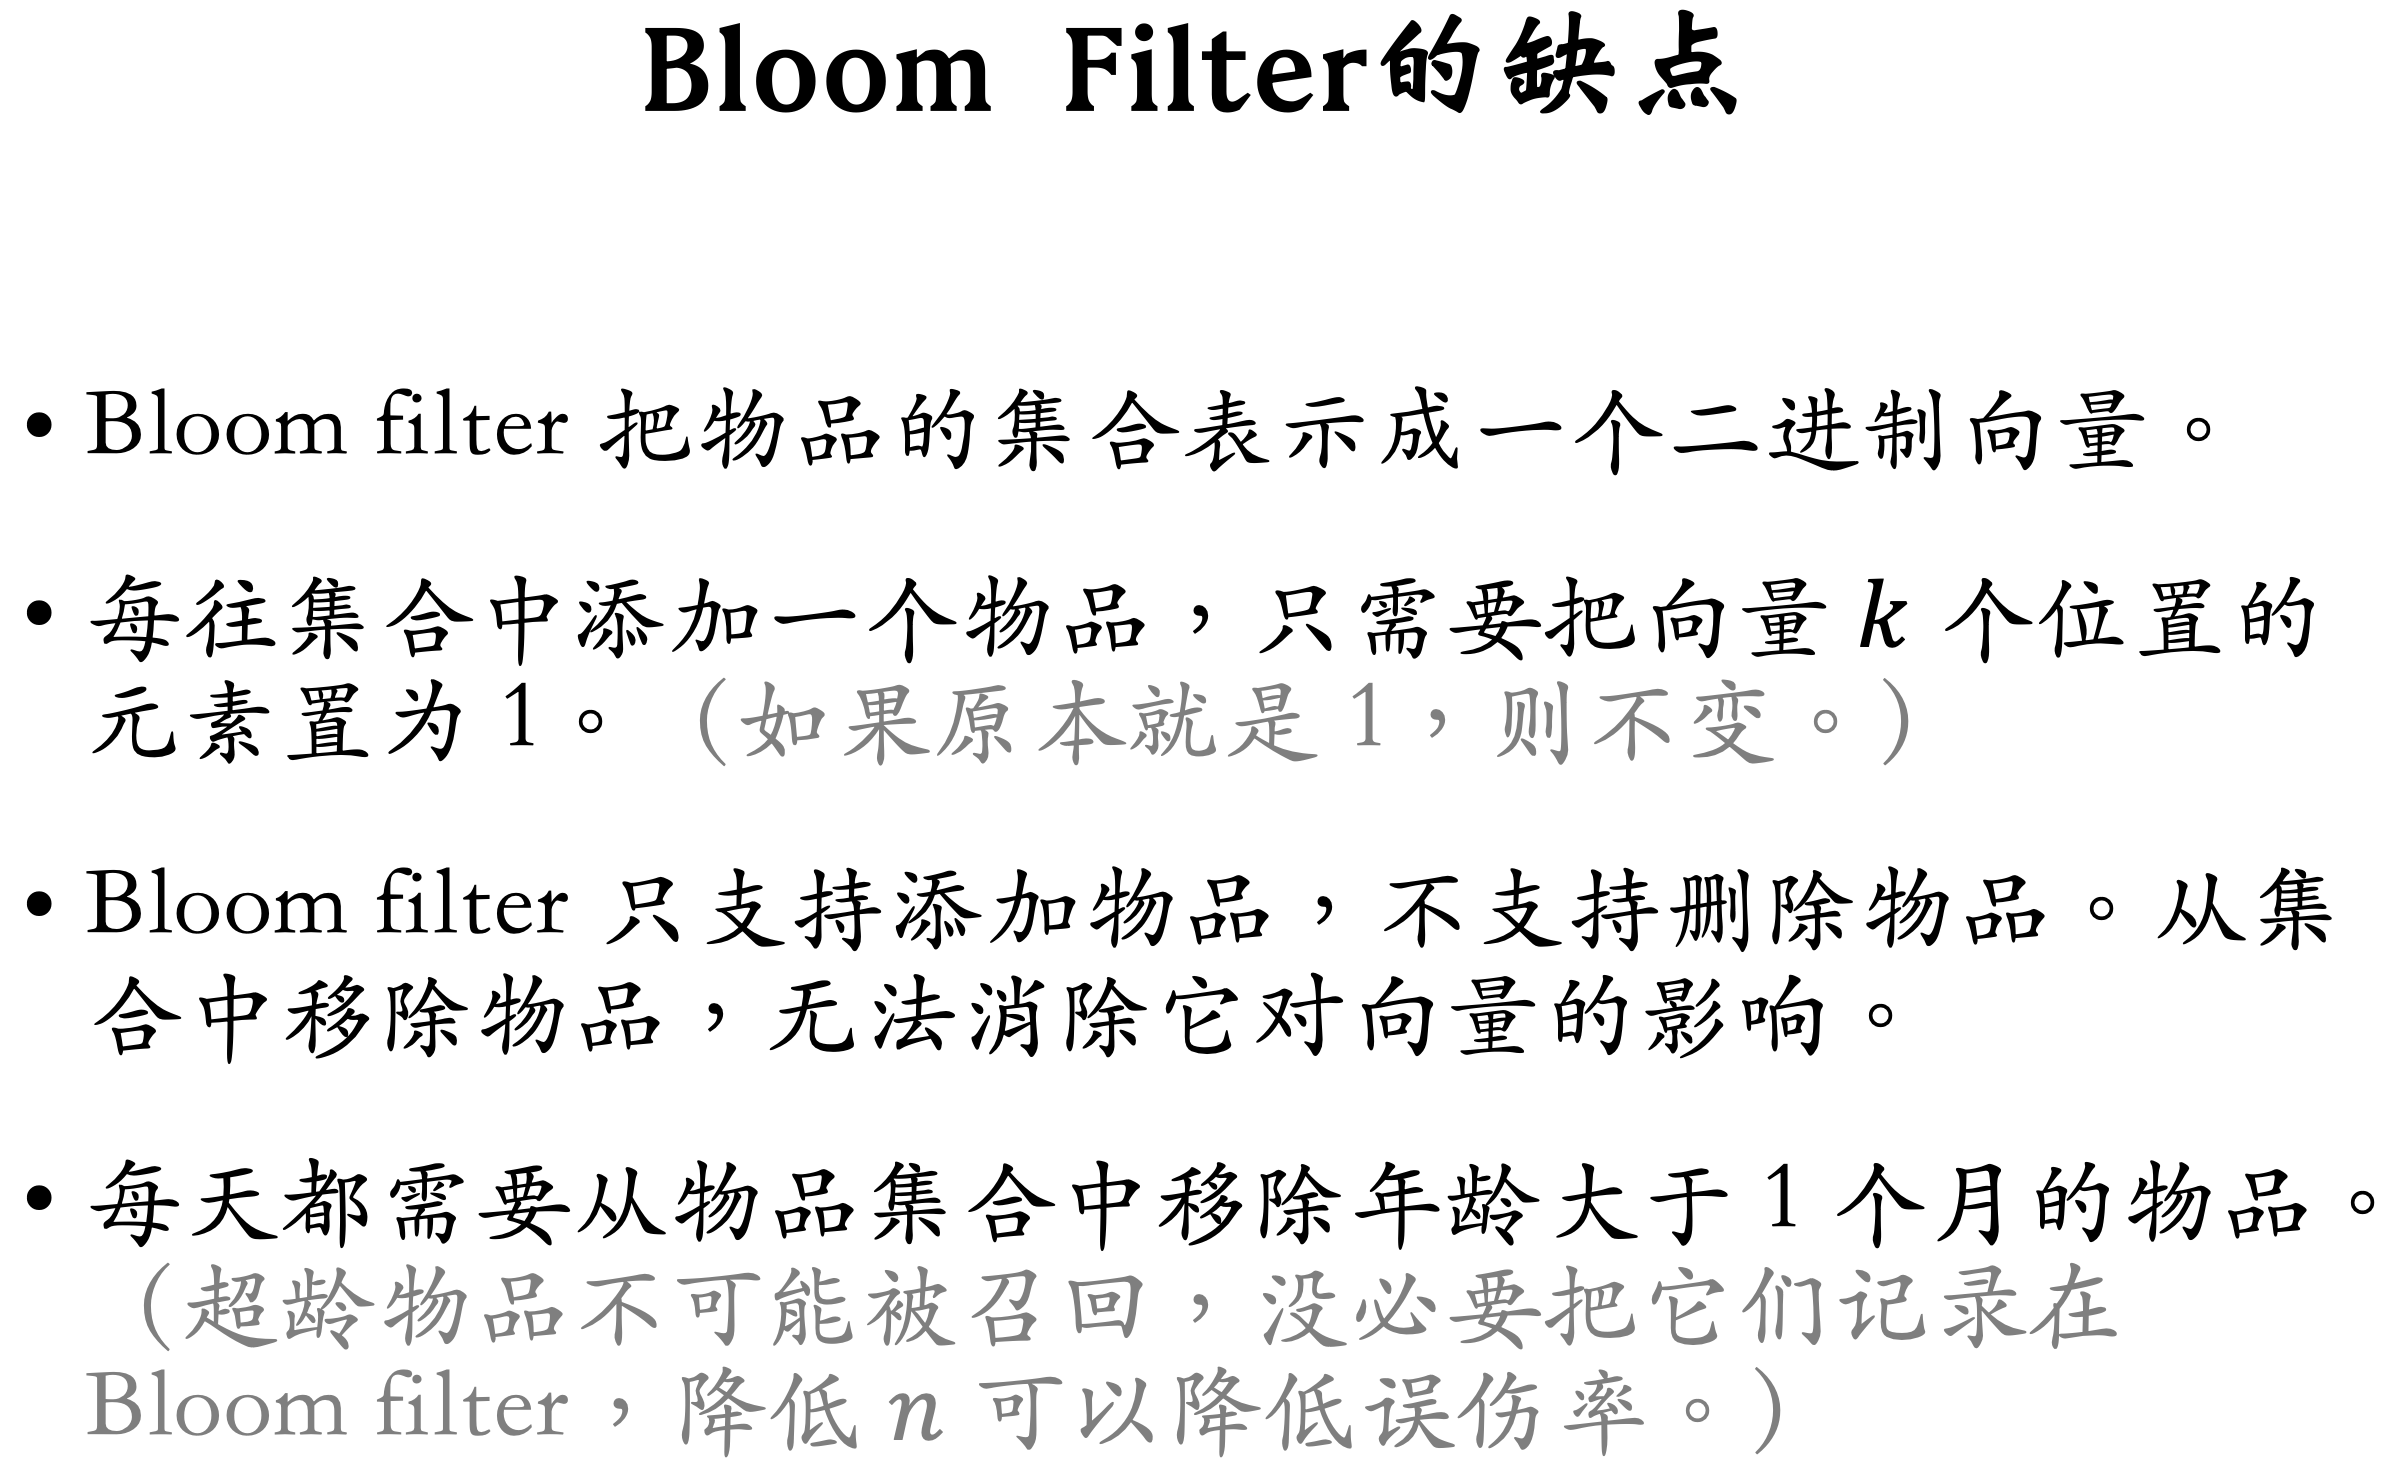 Bloom Filter的缺点
• Bloom filter 把物品的集合表示成一个二进制向量。
• 每往集合中添加一个物品，只需要把向量 k 个位置的
元素置为 1。（如果原本就是 1，则不变。）
• Bloom filter 只支持添加物品，不支持删除物品。从集
合中移除物品，无法消除它对向量的影响。
• 每天都需要从物品集合中移除年龄大于 1 个月的物品。
（超龄物品不可能被召回，没必要把它们记录在
Bloom filter，降低 n 可以降低误伤率。）